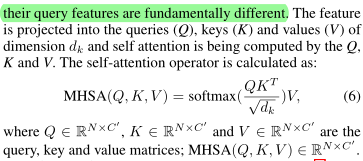 their query features are fundamentally different. The feature
is projected into the queries (Q), keys (K) and values (V) of
dimension d_k and self attention is being computed by the Q,
K and V. The self-attention operator is calculated as:
MHSA(Q, K, V) = softmax(QK^T/√d_k)V, (6)
where Q ∈ ℝ^{N×C′}, K ∈ ℝ^{N×C′} and V ∈ ℝ^{N×C′} are the
query, key and value matrices; MHSA(Q, K, V) ∈ ℝ^{N×C′}.